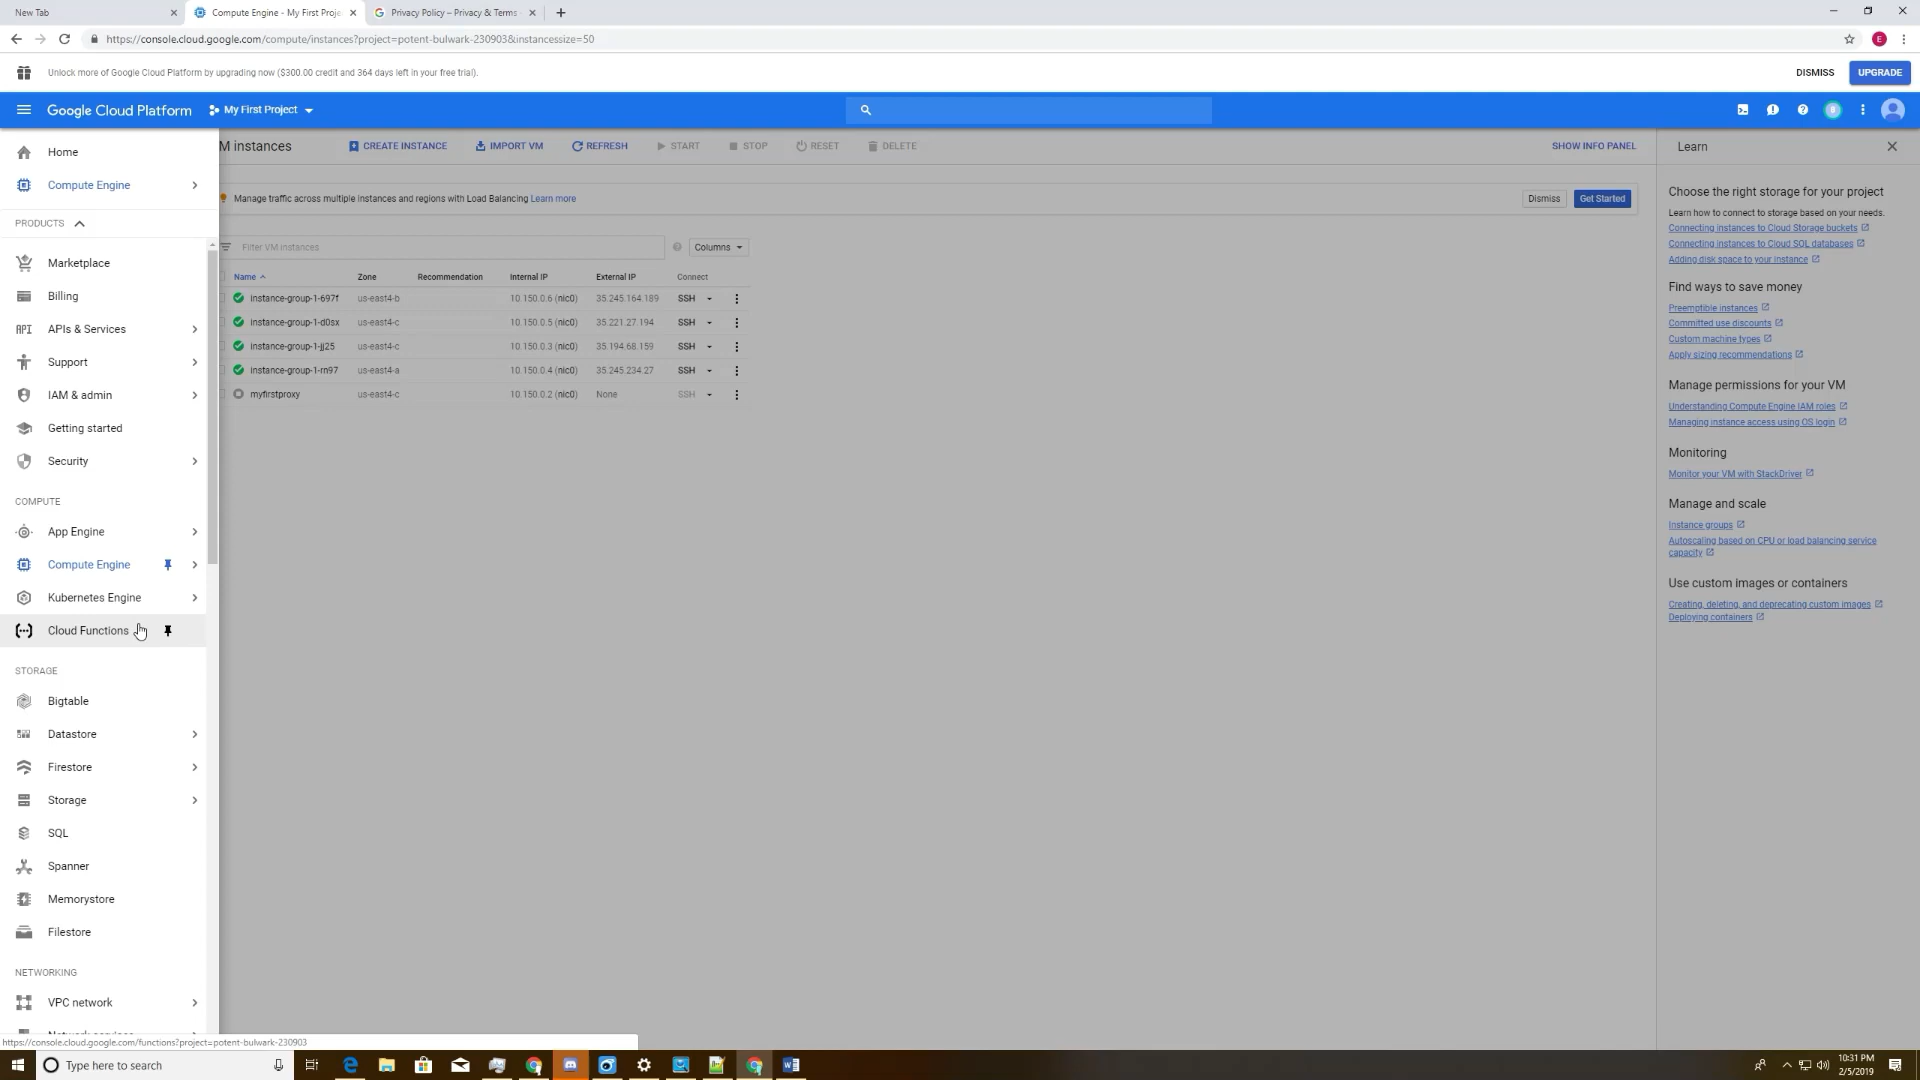 New Tab
Compute Engine - My First Proje
Privacy Policy – Privacy & Terms
https://console.cloud.google.com/compute/instances?project=potent-bulwark-230903&instancessize=50
E
Unlock more of Google Cloud Platform by upgrading now ($300.00 credit and 364 days left in your free trial).
DISMISS
UPGRADE
Google Cloud Platform
My First Project
8
Home
Compute Engine
PRODUCTS
Marketplace
Billing
API APIs & Services
Support
IAM & admin
Getting started
Security
COMPUTE
App Engine
Compute Engine
Kubernetes Engine
Cloud Functions
STORAGE
Bigtable
Datastore
Firestore
Storage
SQL
Spanner
Memorystore
Filestore
NETWORKING
VPC network
Network services
https://console.cloud.google.com/functions?project=potent-bulwark-230903
M instances
CREATE INSTANCE
IMPORT VM
REFRESH
START
STOP
RESET
DELETE
SHOW INFO PANEL
Manage traffic across multiple instances and regions with Load Balancing Learn more
Dismiss
Get Started
Filter VM instances
Columns
Name Zone Recommendation Internal IP External IP Connect
instance-group-1-697f us-east4-b 10.150.0.6 (nic0) 35.245.164.189 SSH
instance-group-1-d0sx us-east4-c 10.150.0.5 (nic0) 35.221.27.194 SSH
instance-group-1-jj25 us-east4-c 10.150.0.3 (nic0) 35.194.68.159 SSH
instance-group-1-rn97 us-east4-a 10.150.0.4 (nic0) 35.245.234.27 SSH
myfirstproxy us-east4-c 10.150.0.2 (nic0) None SSH
Learn
Choose the right storage for your project
Learn how to connect to storage based on your needs.
Connecting instances to Cloud Storage buckets
Connecting instances to Cloud SQL databases
Adding disk space to your instance
Find ways to save money
Preemptible instances
Committed use discounts
Custom machine types
Apply sizing recommendations
Manage permissions for your VM
Understanding Compute Engine IAM roles
Managing instance access using OS login
Monitoring
Monitor your VM with StackDriver
Manage and scale
Instance groups
Autoscaling based on CPU or load balancing service
capacity
Use custom images or containers
Creating, deleting, and deprecating custom images
Deploying containers
Type here to search
10:31 PM
2/5/2019